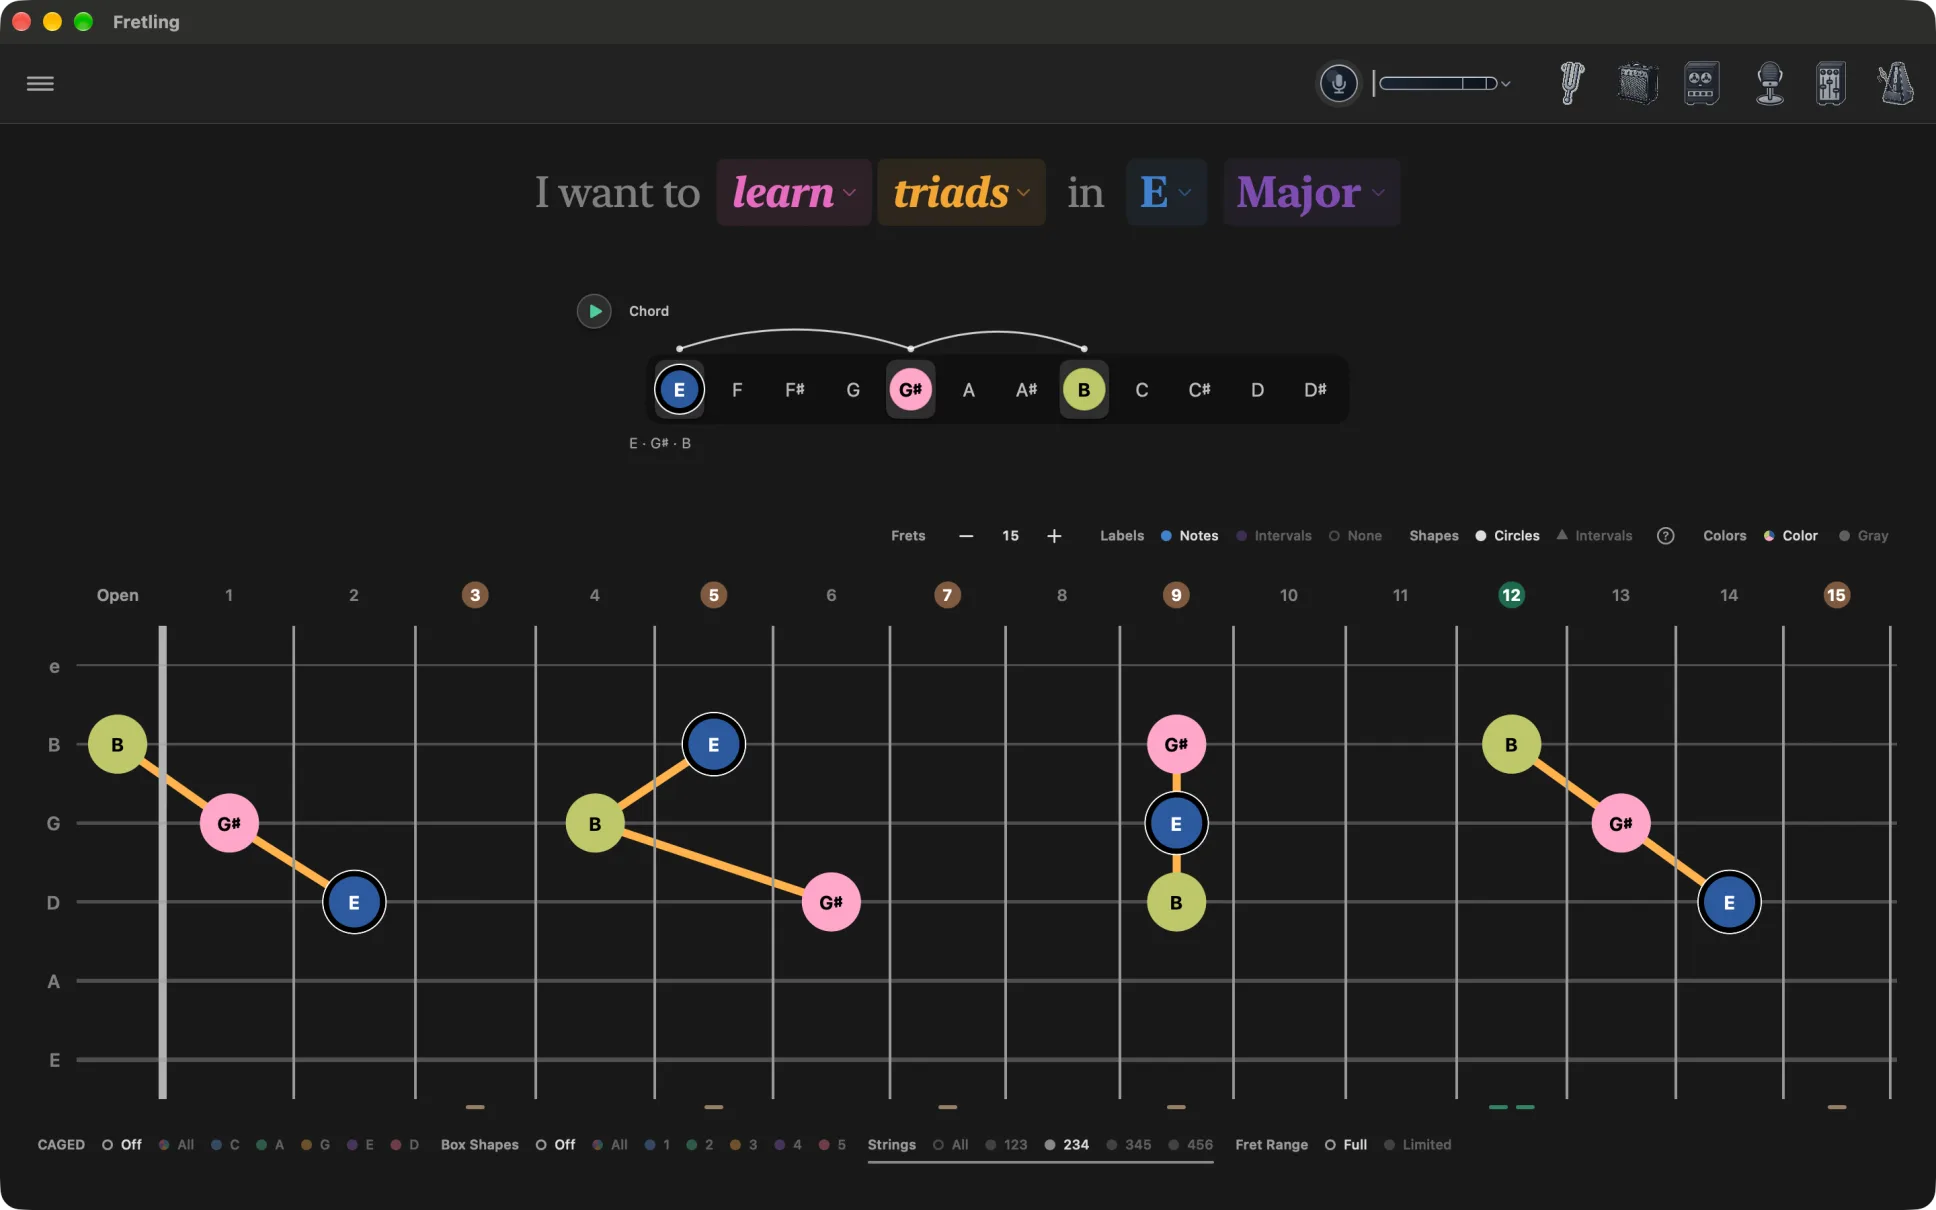 Fretling
I want to learn triads in E Major
Chord
E F F# G G# A A# B C C# D D#
E · G# · B
Frets — 15 + Labels Notes Intervals None Shapes Circles Intervals ? Colors Color Gray
Open 1 2 3 4 5 6 7 8 9 10 11 12 13 14 15
e
B B E G# B
G G# B E G#
D E G# B E
A
E
CAGED Off All C A G E D Box Shapes Off All 1 2 3 4 5 Strings All 123 234 345 456 Fret Range Full Limited